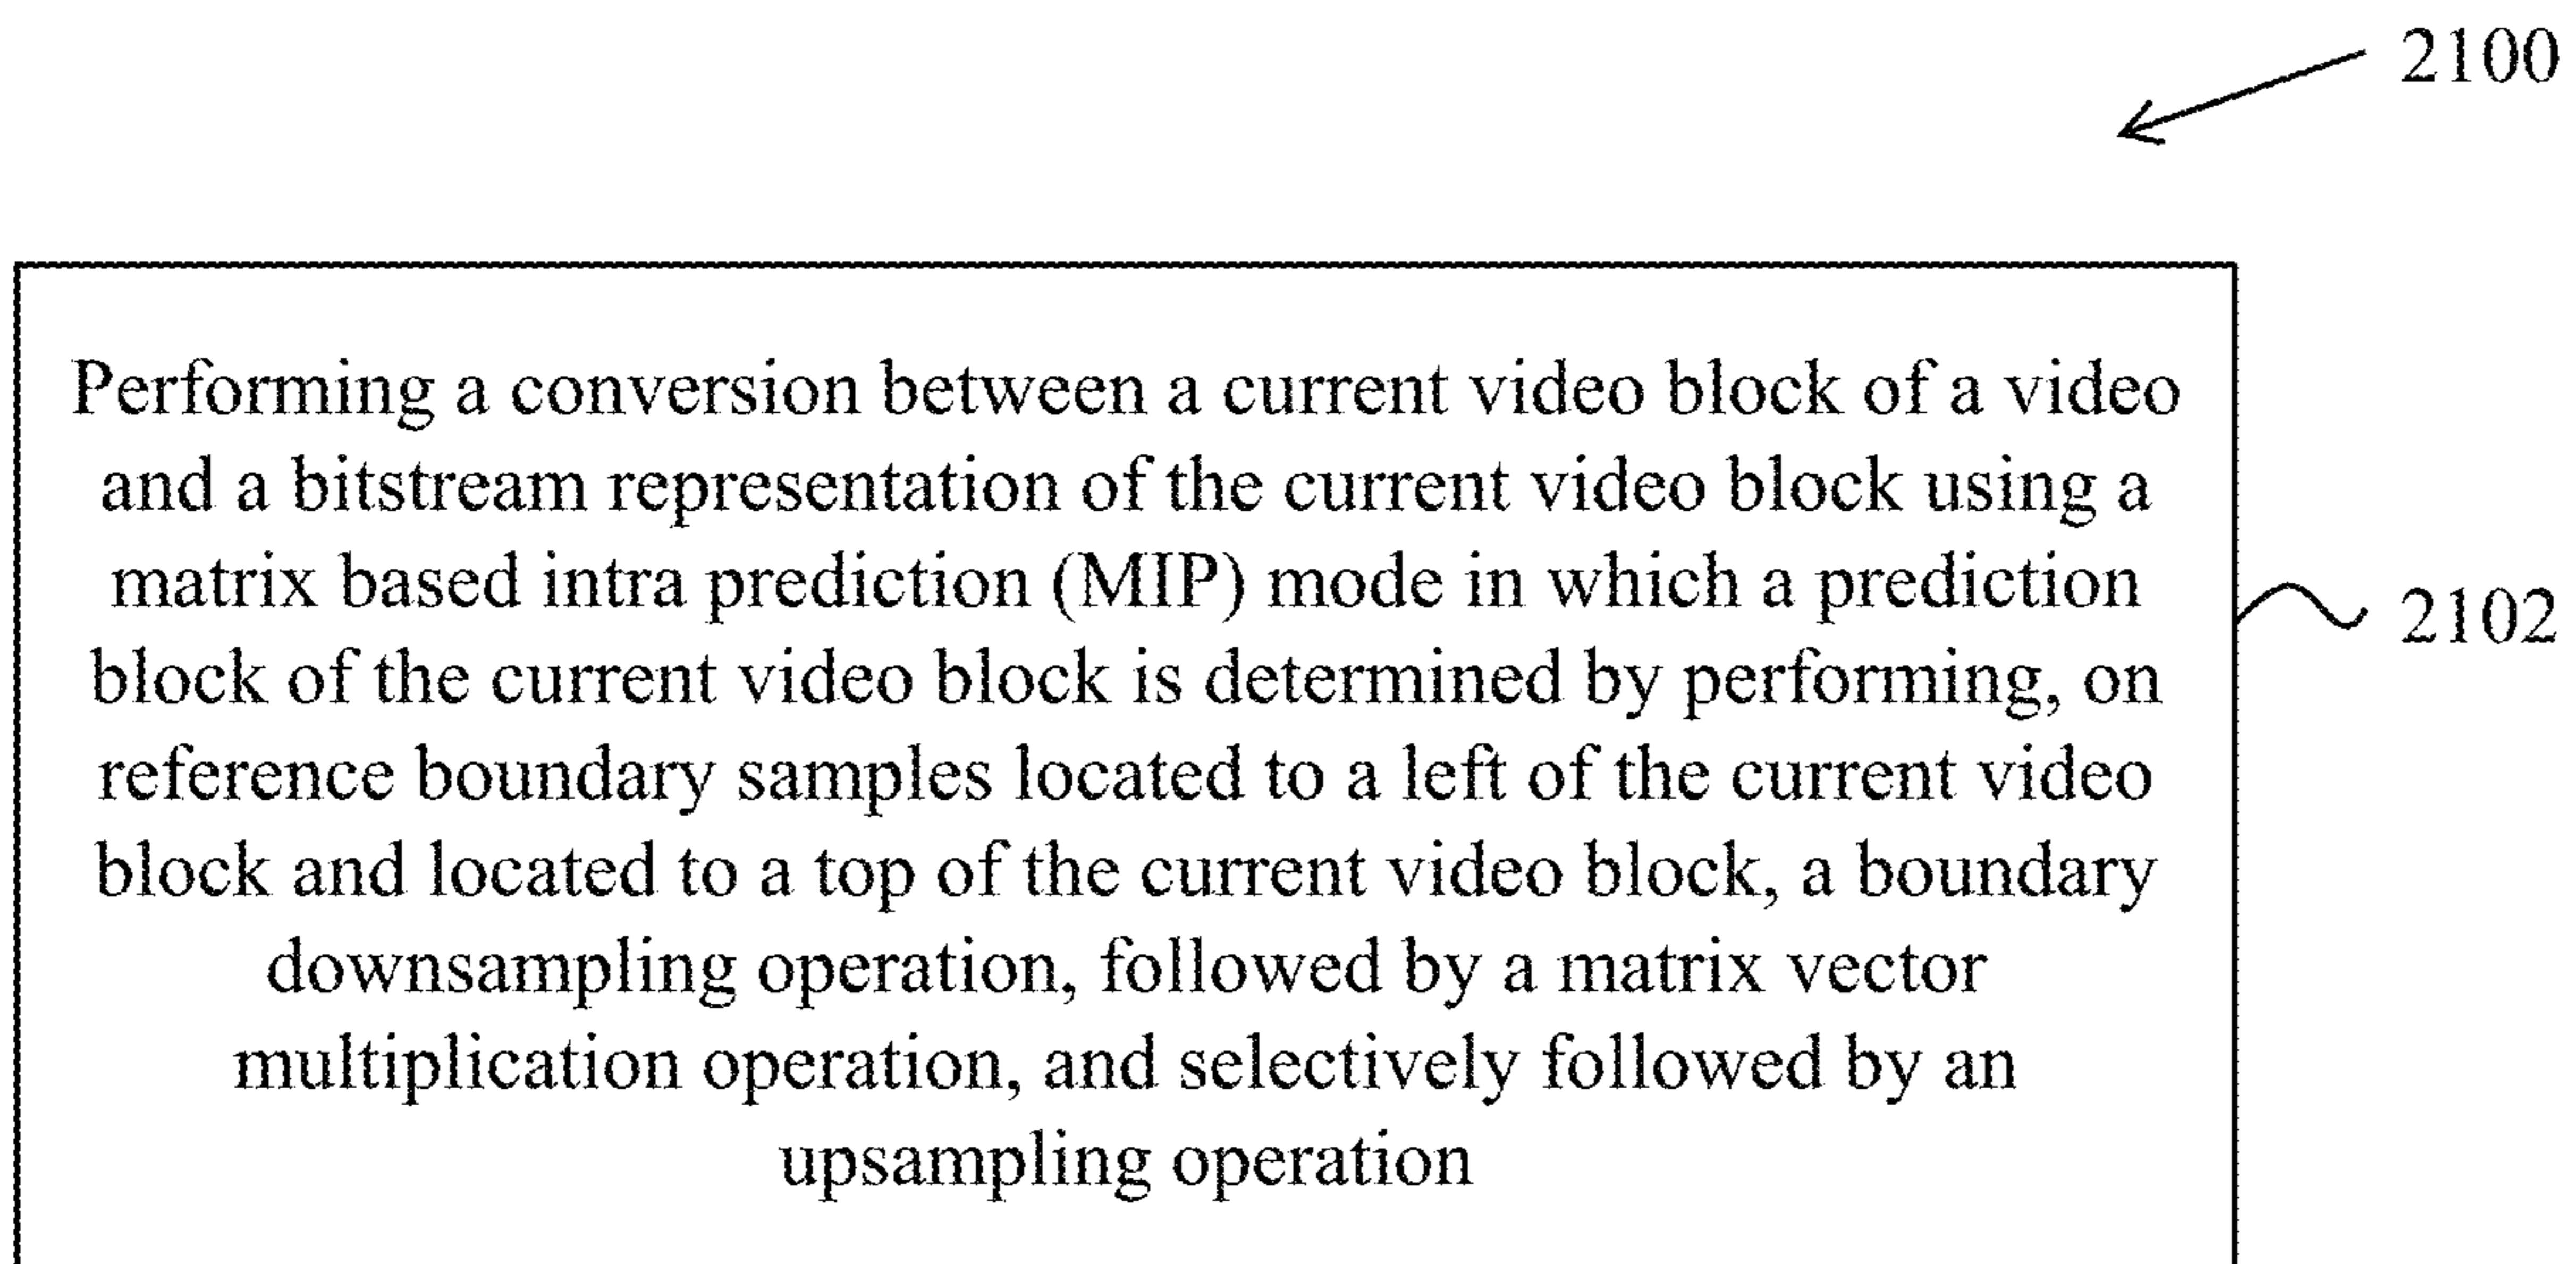 2100
Performing a conversion between a current video block of a video
and a bitstream representation of the current video block using a
matrix based intra prediction (MIP) mode in which a prediction
block of the current video block is determined by performing, on
reference boundary samples located to a left of the current video
block and located to a top of the current video block, a boundary
downsampling operation, followed by a matrix vector
multiplication operation, and selectively followed by an
upsampling operation
2102